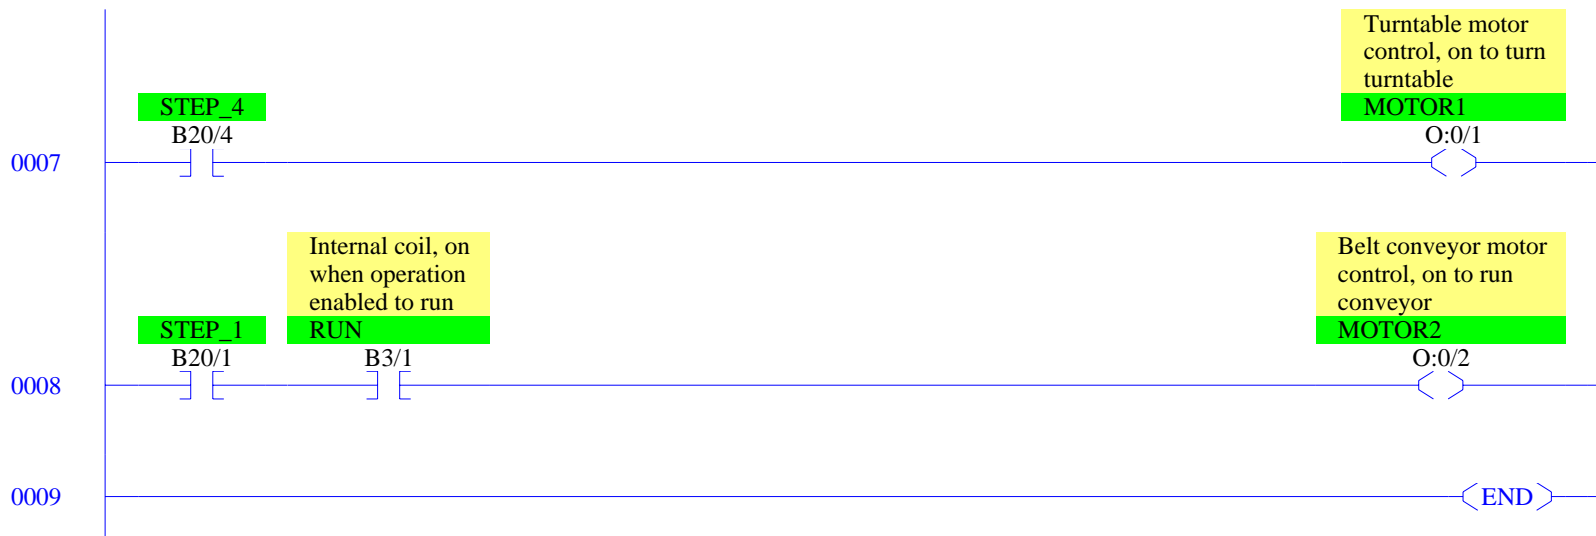 Turntable motor
control, on to turn
turntable
STEP_4
MOTOR1
B20/4
O:0/1
0007
Internal coil, on
when operation
enabled to run
Belt conveyor motor
control, on to run
conveyor
STEP_1
RUN
MOTOR2
B20/1
B3/1
O:0/2
0008
0009
END